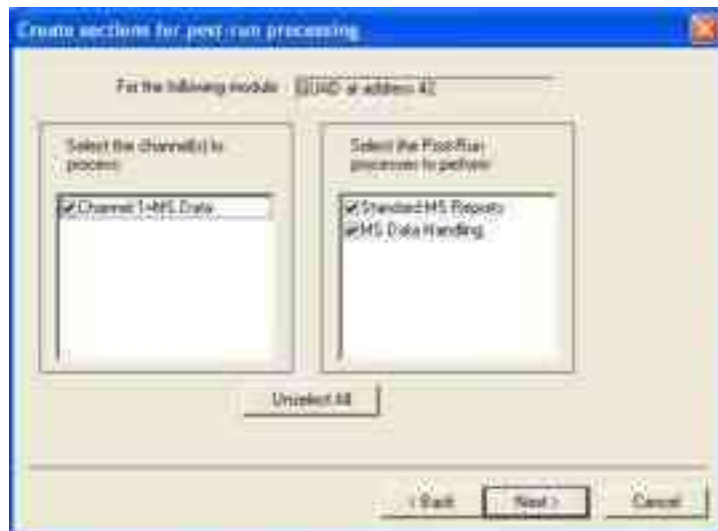 Create sections for post-run processing
For the following module: QUAD at address 42
Select the channel(s) to
process:
Select the Post-Run
processes to perform:
Channel 1=MS Data
Standard MS Reports
MS Data Handling
Unselect All
< Back
Next >
Cancel